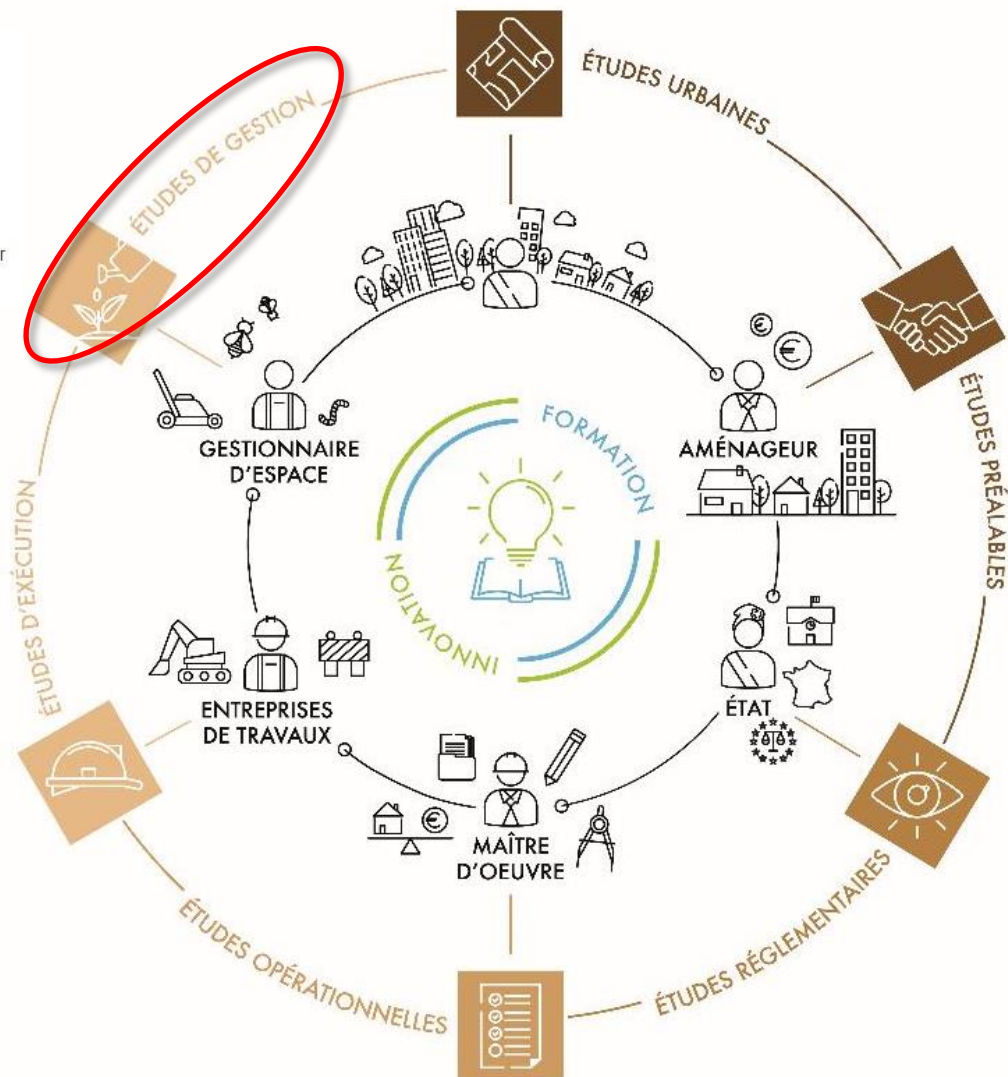 ÉTUDES URBAINES
ÉTUDES PRÉALABLES
ÉTUDES RÉGLEMENTAIRES
ÉTUDES OPÉRATIONNELLES
ÉTUDES D'EXÉCUTION
ÉTUDES DE GESTION
r
AMÉNAGEUR
€
€
ÉTAT
MAÎTRE
D'OEUVRE
€
ENTREPRISES
DE TRAVAUX
GESTIONNAIRE
D'ESPACE
FORMATION
INNOVATION